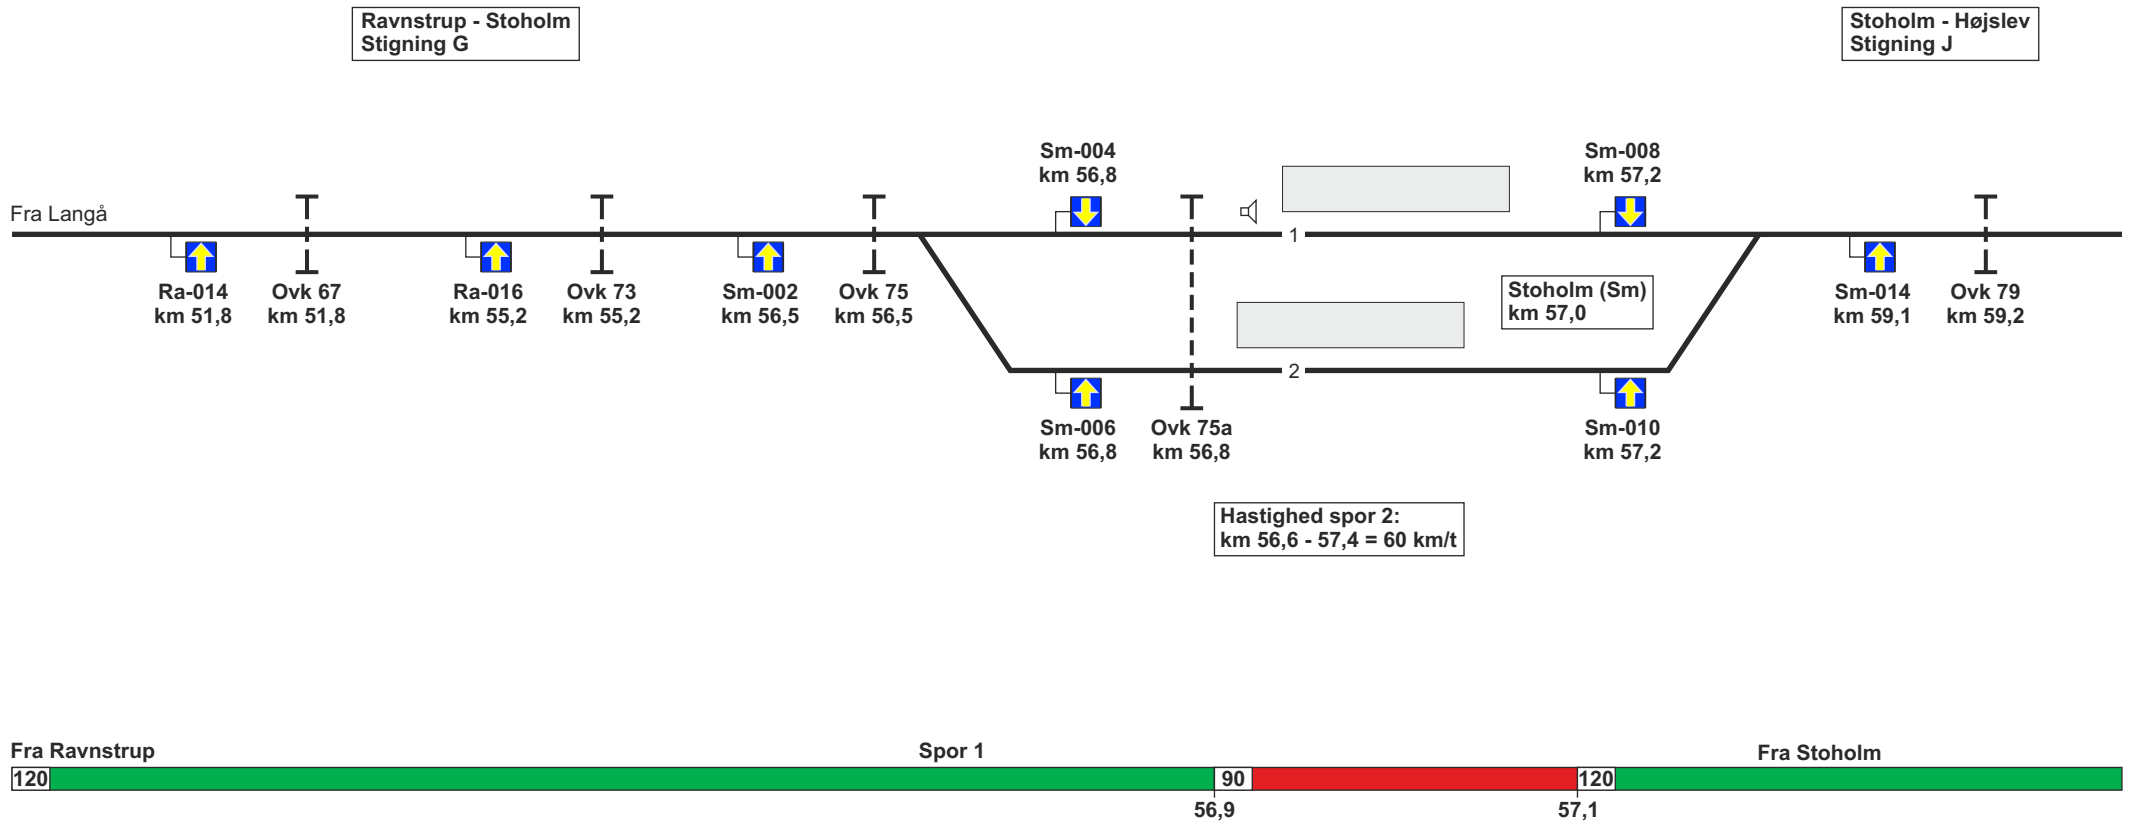 Ravnstrup - Stoholm
Stigning G
Stoholm - Højslev
Stigning J
Sm-004
km 56,8
Sm-008
km 57,2
Fra Langå
1
Ra-014
km 51,8
Ovk 67
km 51,8
Ra-016
km 55,2
Ovk 73
km 55,2
Sm-002
km 56,5
Ovk 75
km 56,5
Stoholm (Sm)
km 57,0
Sm-014
km 59,1
Ovk 79
km 59,2
2
Sm-006
km 56,8
Ovk 75a
km 56,8
Sm-010
km 57,2
Hastighed spor 2:
km 56,6 - 57,4 = 60 km/t
Fra Ravnstrup
Spor 1
Fra Stoholm
120
90
120
56,9
57,1